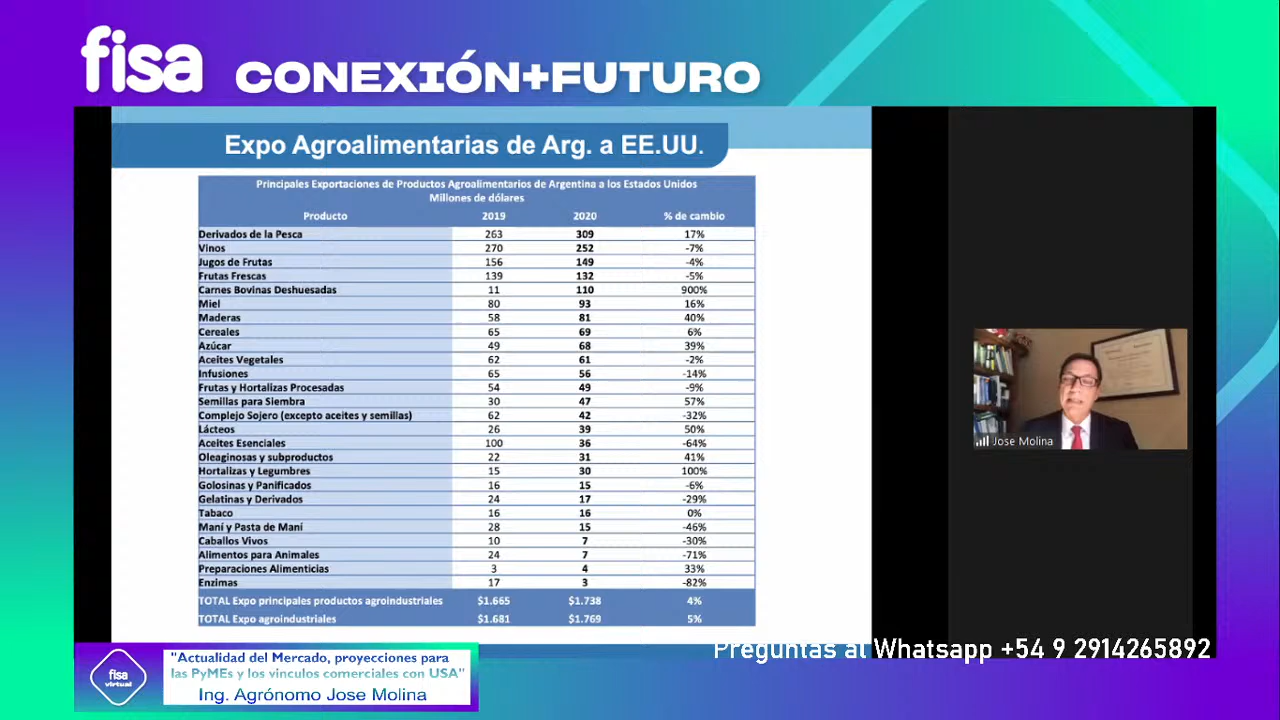 fisa CONEXIÓN+FUTURO
Expo Agroalimentarias de Arg. a EE.UU.
Principales Exportaciones de Productos Agroalimentarios de Argentina a los Estados Unidos
Millones de dólares
Producto 2019 2020 % de cambio
Derivados de la Pesca 263 309 17%
Vinos 270 252 -7%
Jugos de Frutas 156 149 -4%
Frutas Frescas 139 132 -5%
Carnes Bovinas Deshuesadas 11 110 900%
Miel 80 93 16%
Maderas 58 81 40%
Cereales 65 69 6%
Azúcar 49 68 39%
Aceites Vegetales 62 61 -2%
Infusiones 65 56 -14%
Frutas y Hortalizas Procesadas 54 49 -9%
Semillas para Siembra 30 47 57%
Complejo Sojero (excepto aceites y semillas) 62 42 -32%
Lácteos 26 39 50%
Aceites Esenciales 100 36 -64%
Oleaginosas y subproductos 22 31 41%
Hortalizas y Legumbres 15 30 100%
Golosinas y Panificados 16 15 -6%
Gelatinas y Derivados 24 17 -29%
Tabaco 16 16 0%
Maní y Pasta de Maní 28 15 -46%
Caballos Vivos 10 7 -30%
Alimentos para Animales 24 7 -71%
Preparaciones Alimenticias 3 4 33%
Enzimas 17 3 -82%
TOTAL Expo principales productos agroindustriales $1.665 $1.738 4%
TOTAL Expo agroindustriales $1.681 $1.769 5%
Jose Molina
Preguntas al Whatsapp +54 9 2914265892
fisa
virtual
"Actualidad del Mercado, proyecciones para
las PyMEs y los vinculos comerciales con USA"
Ing. Agrónomo Jose Molina